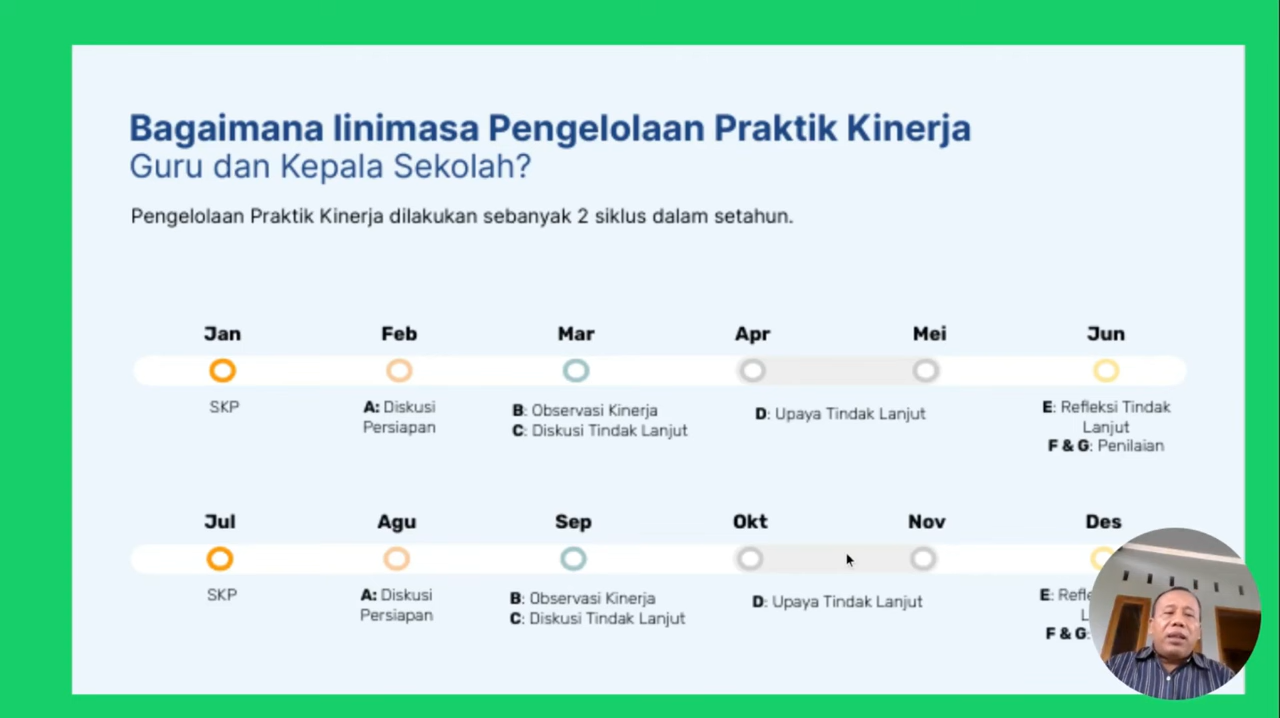 Bagaimana linimasa Pengelolaan Praktik Kinerja
Guru dan Kepala Sekolah?
Pengelolaan Praktik Kinerja dilakukan sebanyak 2 siklus dalam setahun.
Jan Feb Mar Apr Mei Jun
SKP
A: Diskusi
Persiapan
B: Observasi Kinerja
C: Diskusi Tindak Lanjut
D: Upaya Tindak Lanjut
E: Refleksi Tindak
Lanjut
F & G: Penilaian
Jul Agu Sep Okt Nov Des
SKP
A: Diskusi
Persiapan
B: Observasi Kinerja
C: Diskusi Tindak Lanjut
D: Upaya Tindak Lanjut
E:
F & G: